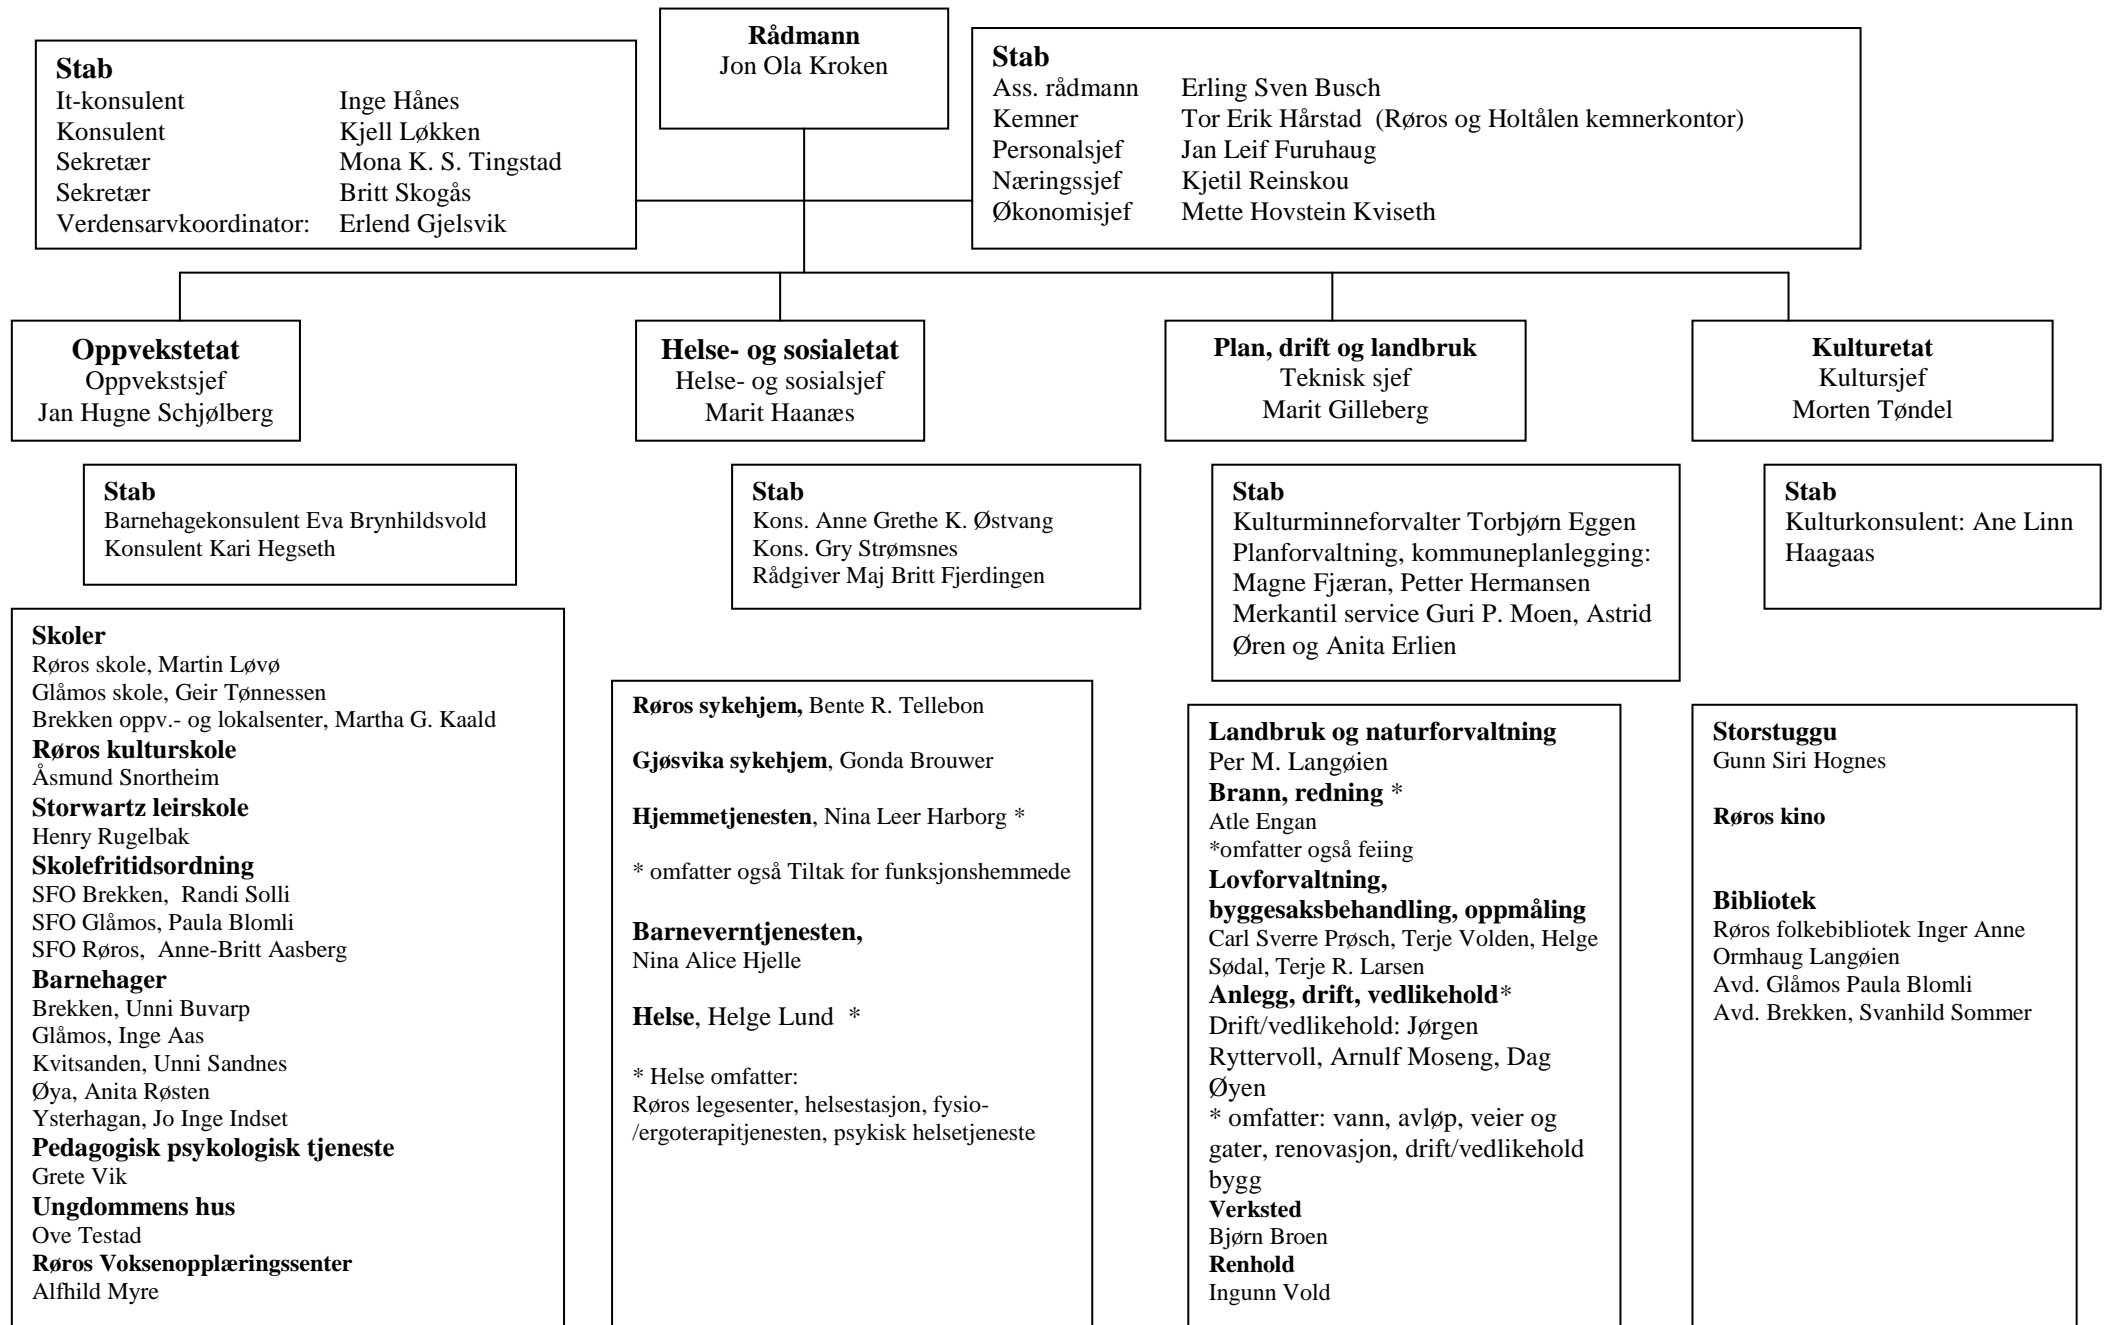 Rådmann
Jon Ola Kroken
Stab
It-konsulent Inge Hånes
Konsulent Kjell Løkken
Sekretær Mona K. S. Tingstad
Sekretær Britt Skogås
Verdensarvkoordinator: Erlend Gjelsvik
Stab
Ass. rådmann Erling Sven Busch
Kemner Tor Erik Hårstad (Røros og Holtålen kemnerkontor)
Personalsjef Jan Leif Furuhaug
Næringssjef Kjetil Reinskou
Økonomisjef Mette Hovstein Kviseth
Oppvekstetat
Oppvekstsjef
Jan Hugne Schjølberg
Helse- og sosialetat
Helse- og sosialsjef
Marit Haanæs
Plan, drift og landbruk
Teknisk sjef
Marit Gilleberg
Kulturetat
Kultursjef
Morten Tøndel
Stab
Barnehagekonsulent Eva Brynhildsvold
Konsulent Kari Hegseth
Stab
Kons. Anne Grethe K. Østvang
Kons. Gry Strømsnes
Rådgiver Maj Britt Fjerdingen
Stab
Kulturminneforvalter Torbjørn Eggen
Planforvaltning, kommuneplanlegging:
Magne Fjæran, Petter Hermansen
Merkantil service Guri P. Moen, Astrid
Øren og Anita Erlien
Stab
Kulturkonsulent: Ane Linn
Haagaas
Skoler
Røros skole, Martin Løvø
Glåmos skole, Geir Tønnessen
Brekken oppv.- og lokalsenter, Martha G. Kaald
Røros kulturskole
Åsmund Snortheim
Storwartz leirskole
Henry Rugelbak
Skolefritidsordning
SFO Brekken, Randi Solli
SFO Glåmos, Paula Blomli
SFO Røros, Anne-Britt Aasberg
Barnehager
Brekken, Unni Buvarp
Glåmos, Inge Aas
Kvitsanden, Unni Sandnes
Øya, Anita Røsten
Ysterhagan, Jo Inge Indset
Pedagogisk psykologisk tjeneste
Grete Vik
Ungdommens hus
Ove Testad
Røros Voksenopplæringssenter
Alfhild Myre
Røros sykehjem, Bente R. Tellebon
Gjøsvika sykehjem, Gonda Brouwer
Hjemmetjenesten, Nina Leer Harborg *
* omfatter også Tiltak for funksjonshemmede
Barneverntjenesten,
Nina Alice Hjelle
Helse, Helge Lund *
* Helse omfatter:
Røros legesenter, helsestasjon, fysio-
/ergoterapitjenesten, psykisk helsetjeneste
Landbruk og naturforvaltning
Per M. Langøien
Brann, redning *
Atle Engan
*omfatter også feiing
Lovforvaltning,
byggesaksbehandling, oppmåling
Carl Sverre Prøsch, Terje Volden, Helge
Sødal, Terje R. Larsen
Anlegg, drift, vedlikehold*
Drift/vedlikehold: Jørgen
Ryttervoll, Arnulf Moseng, Dag
Øyen
* omfatter: vann, avløp, veier og
gater, renovasjon, drift/vedlikehold
bygg
Verksted
Bjørn Broen
Renhold
Ingunn Vold
Storstuggu
Gunn Siri Hognes
Røros kino
Bibliotek
Røros folkebibliotek Inger Anne
Ormhaug Langøien
Avd. Glåmos Paula Blomli
Avd. Brekken, Svanhild Sommer